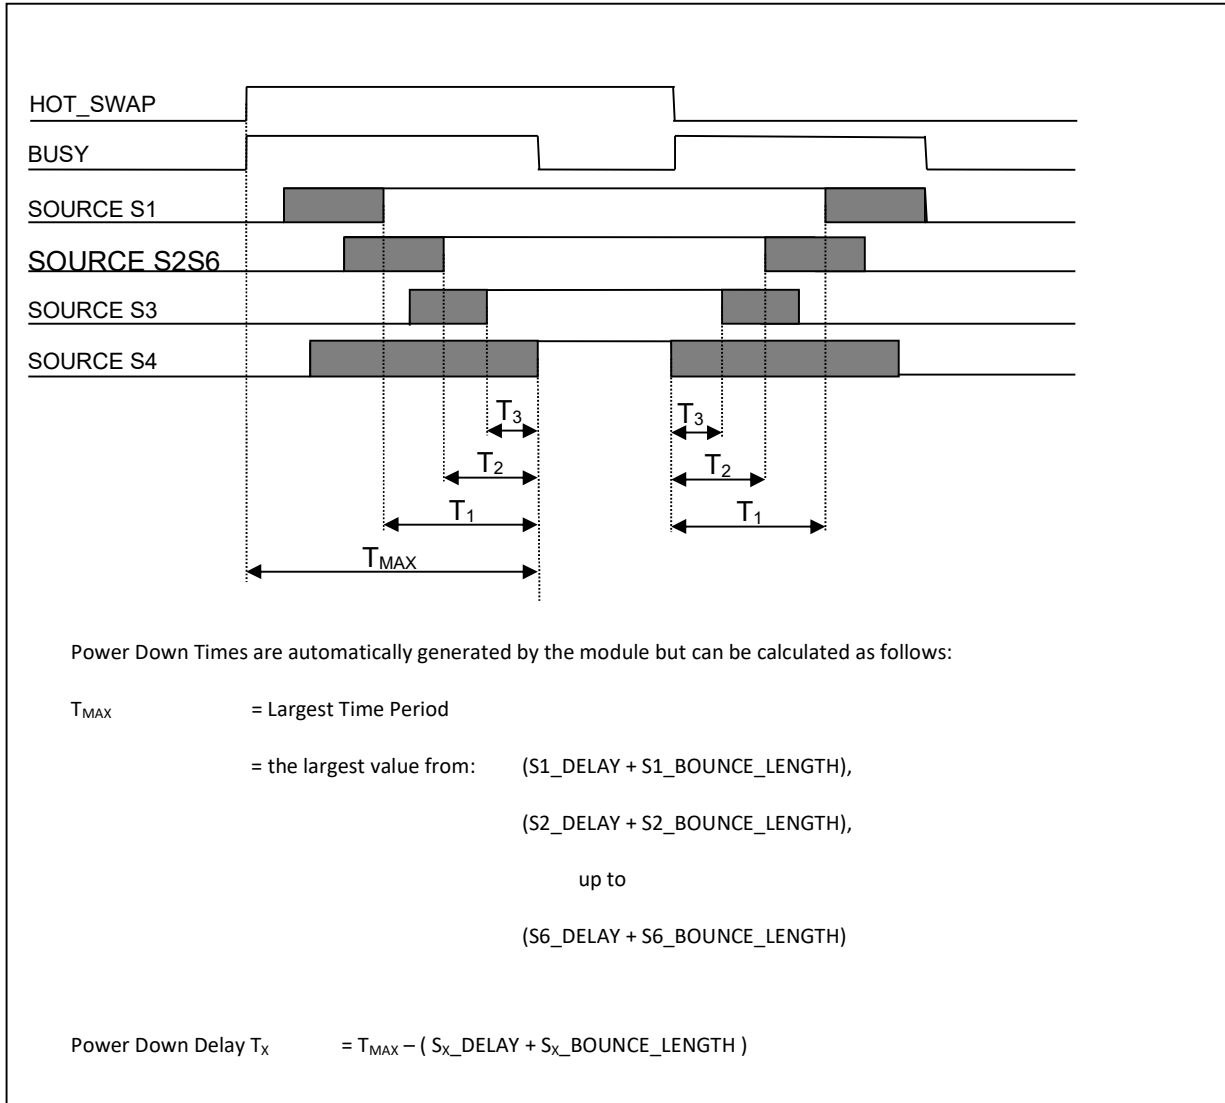 HOT_SWAP
BUSY
SOURCE S1
SOURCE S2S6
SOURCE S3
SOURCE S4
T3 T3
T2 T2
T1 T1
TMAX
Power Down Times are automatically generated by the module but can be calculated as follows:
TMAX = Largest Time Period
= the largest value from: (S1_DELAY + S1_BOUNCE_LENGTH),
(S2_DELAY + S2_BOUNCE_LENGTH),
up to
(S6_DELAY + S6_BOUNCE_LENGTH)
Power Down Delay TX = TMAX – ( SX_DELAY + SX_BOUNCE_LENGTH )